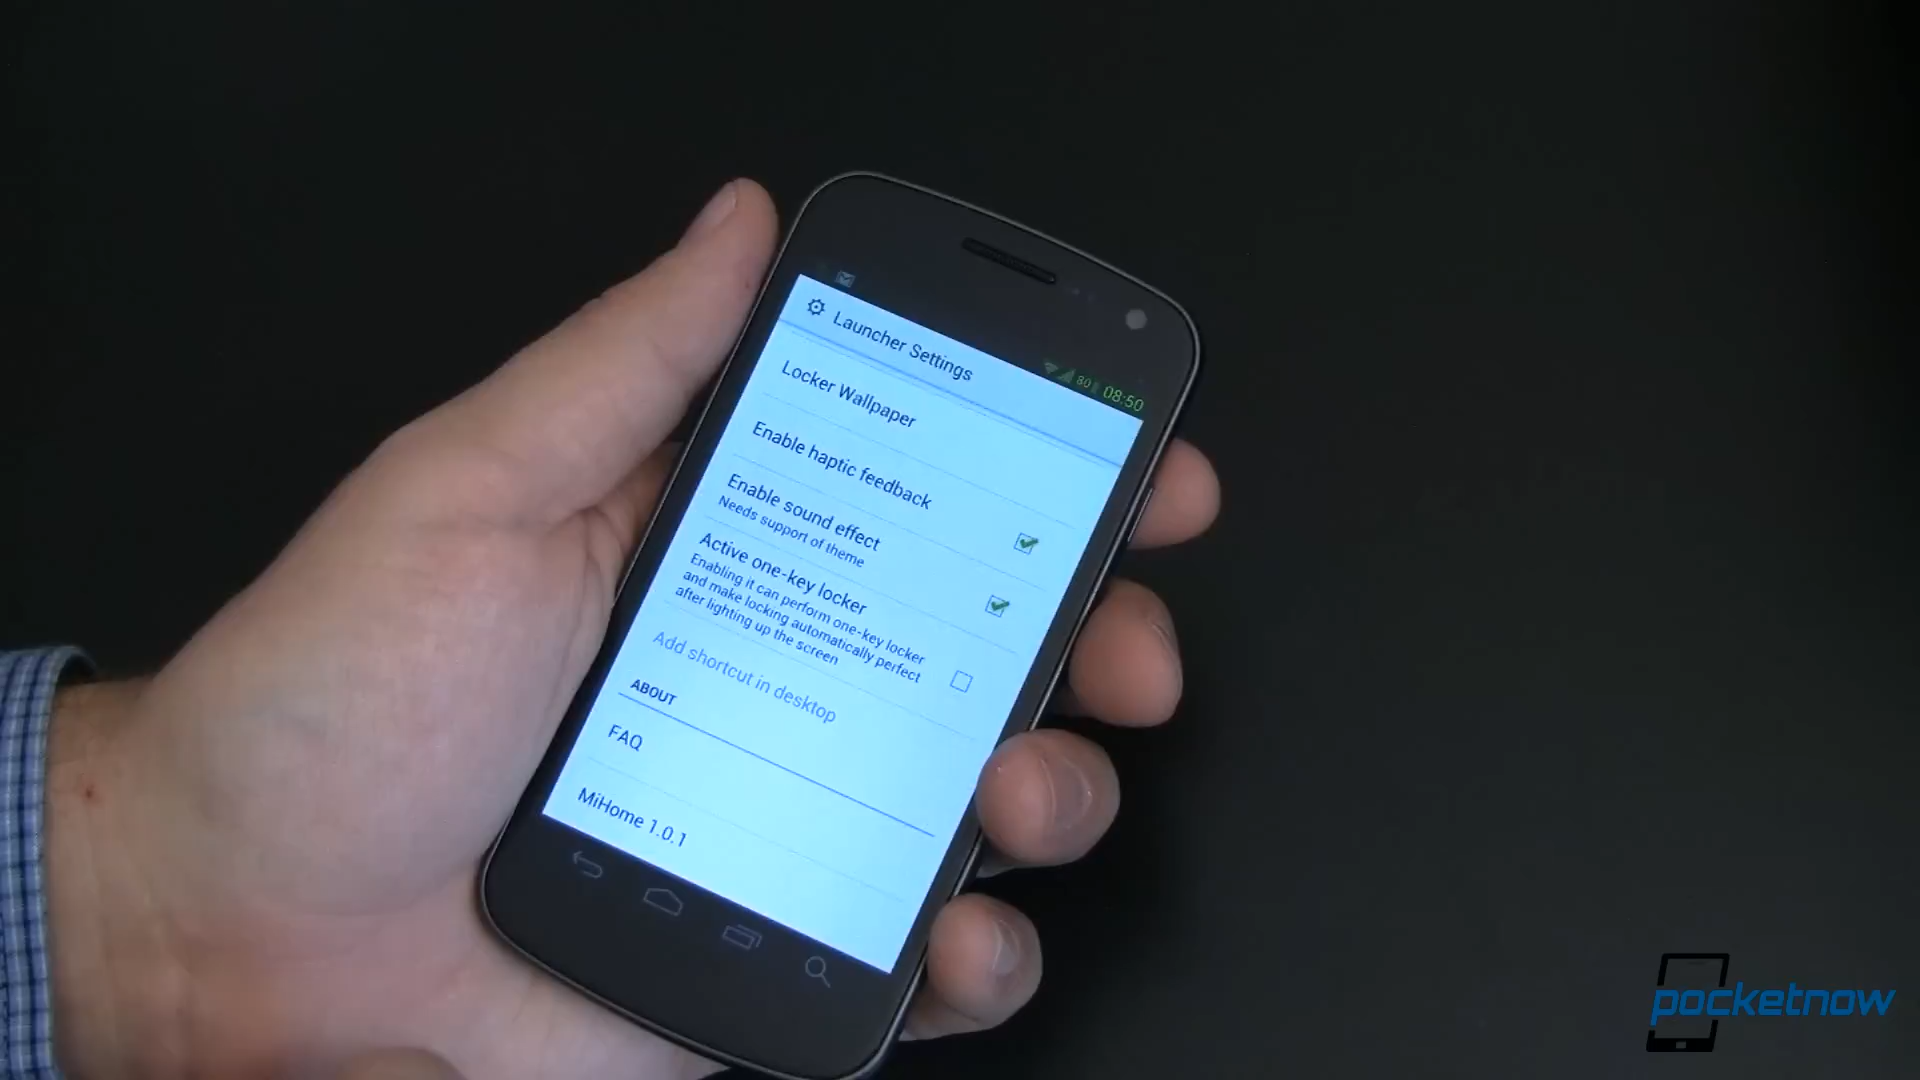 80 08:50
Launcher Settings
Locker Wallpaper
Enable haptic feedback
Enable sound effect
Needs support of theme
Active one-key locker
Enabling it can perform one-key locker
and make locking automatically perfect
after lighting up the screen
Add shortcut in desktop
ABOUT
FAQ
MiHome 1.0.1
pocketnow